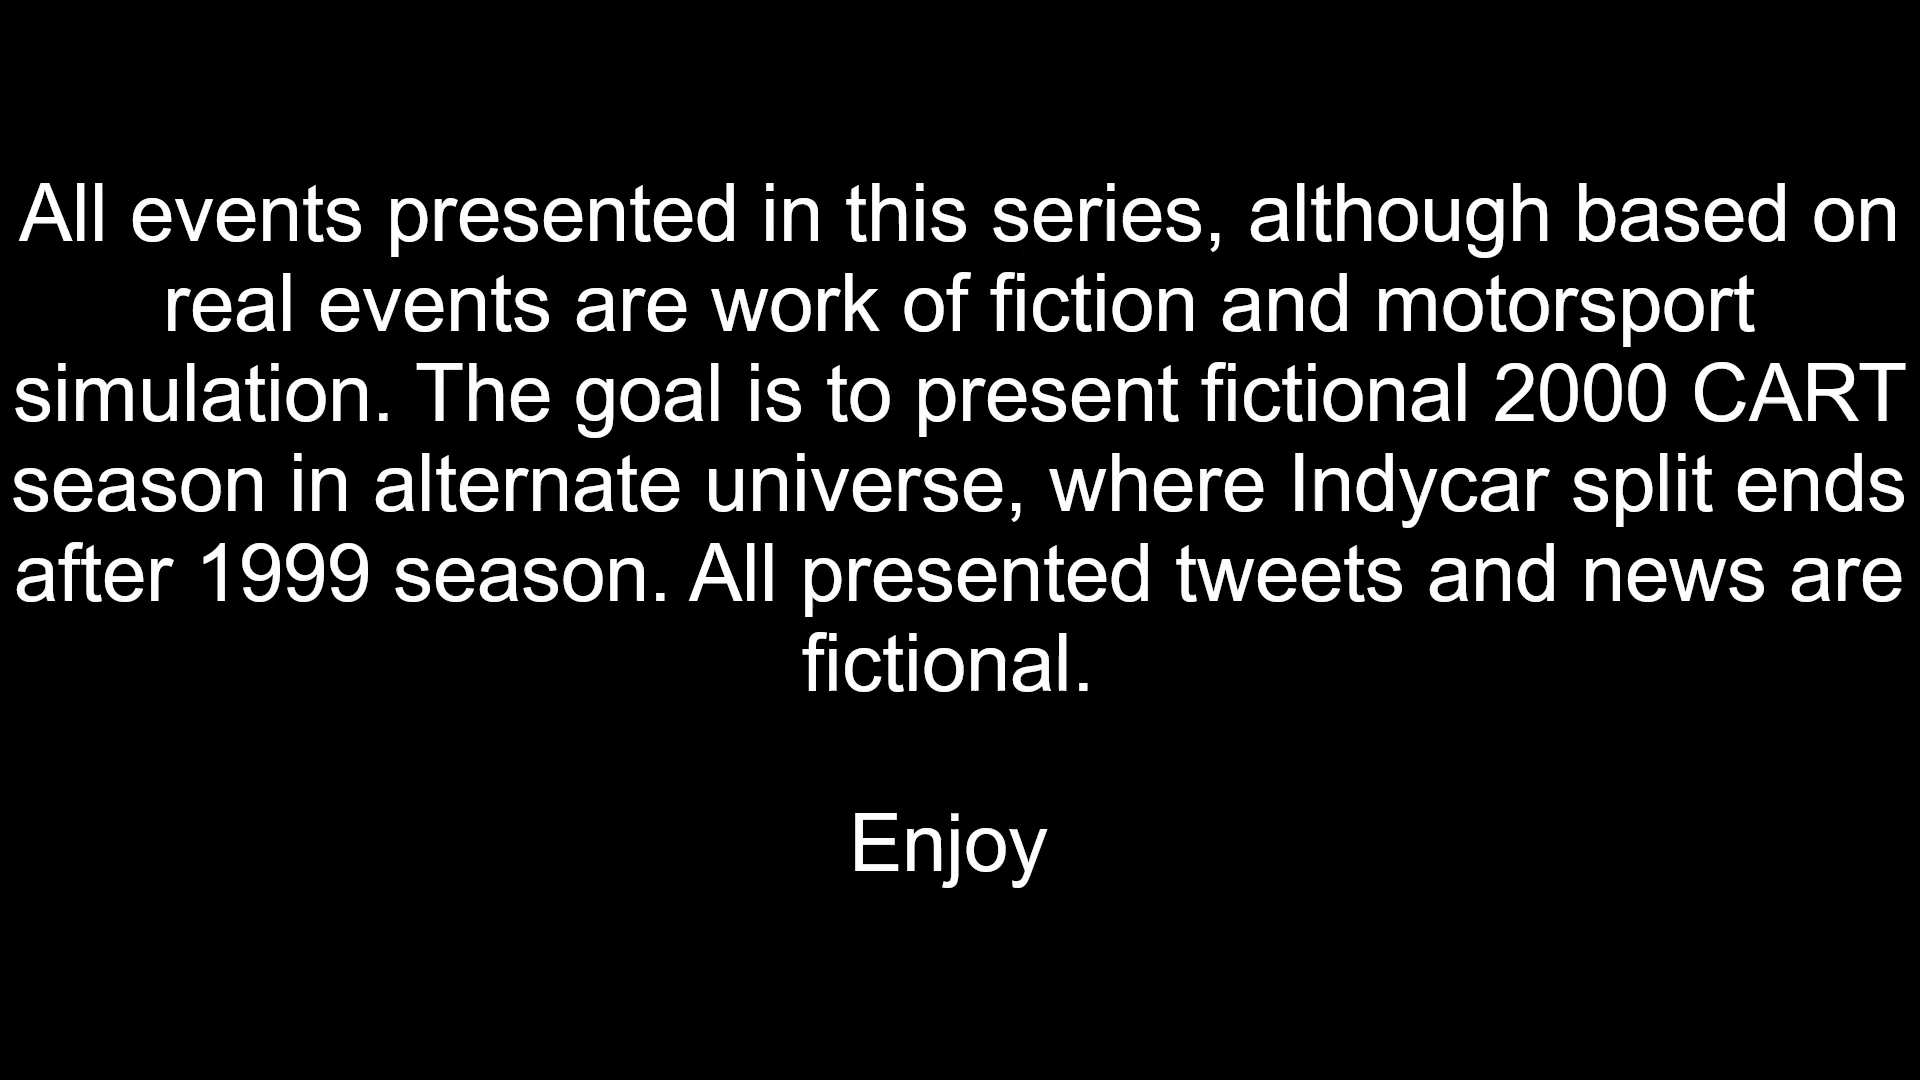 All events presented in this series, although based on
real events are work of fiction and motorsport
simulation. The goal is to present fictional 2000 CART
season in alternate universe, where Indycar split ends
after 1999 season. All presented tweets and news are
fictional.
Enjoy